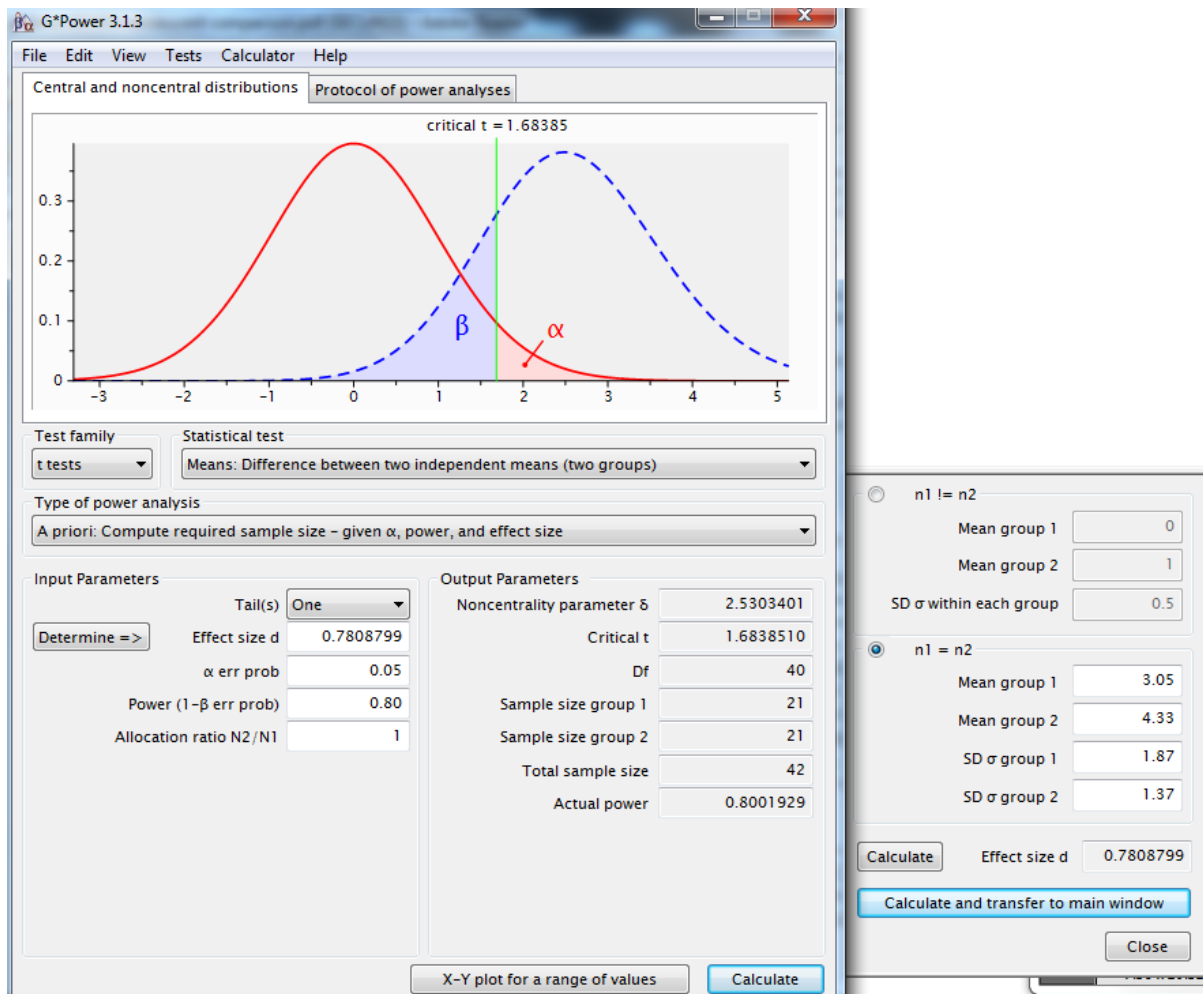 G*Power 3.1.3
File Edit View Tests Calculator Help
Central and noncentral distributions Protocol of power analyses
critical t = 1.68385
0.3
0.2
0.1
0
β
α
-3 -2 -1 0 1 2 3 4 5
Test family Statistical test
t tests Means: Difference between two independent means (two groups)
Type of power analysis
A priori: Compute required sample size – given α, power, and effect size
Input Parameters
Tail(s) One
Determine => Effect size d 0.7808799
α err prob 0.05
Power (1-β err prob) 0.80
Allocation ratio N2/N1 1
Output Parameters
Noncentrality parameter δ 2.5303401
Critical t 1.6838510
Df 40
Sample size group 1 21
Sample size group 2 21
Total sample size 42
Actual power 0.8001929
X-Y plot for a range of values Calculate
n1 != n2
Mean group 1 0
Mean group 2 1
SD σ within each group 0.5
n1 = n2
Mean group 1 3.05
Mean group 2 4.33
SD σ group 1 1.87
SD σ group 2 1.37
Calculate Effect size d 0.7808799
Calculate and transfer to main window
Close